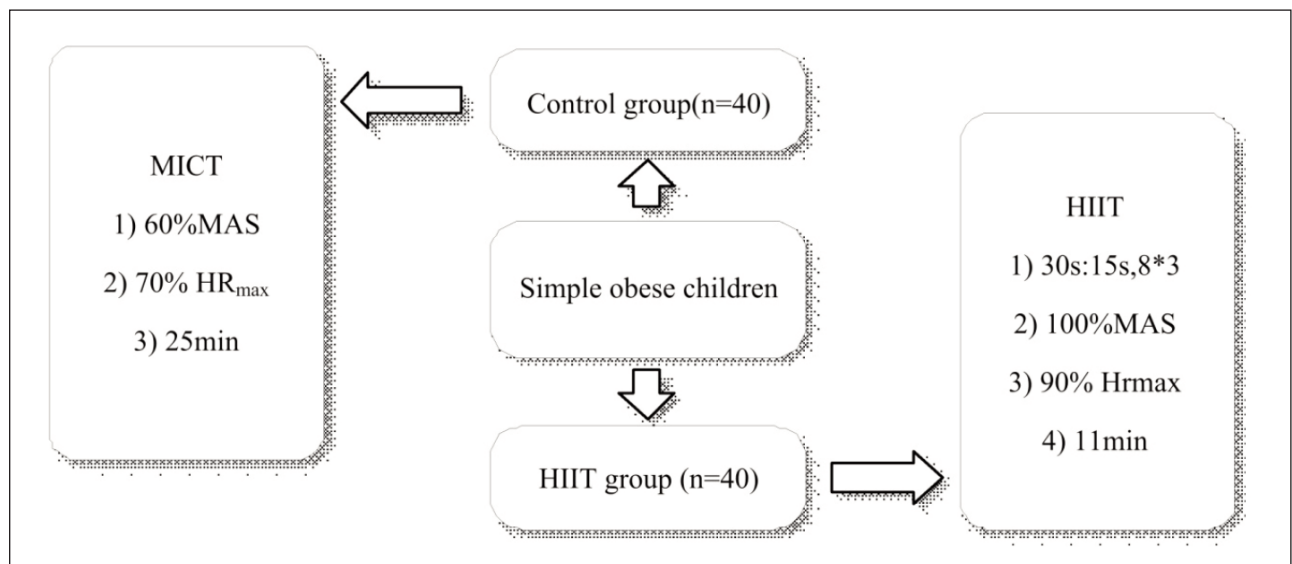 MICT
1) 60%MAS
2) 70% HRmax
3) 25min
Control group(n=40)
Simple obese children
HIIT group (n=40)
HIIT
1) 30s:15s,8*3
2) 100%MAS
3) 90% Hrmax
4) 11min